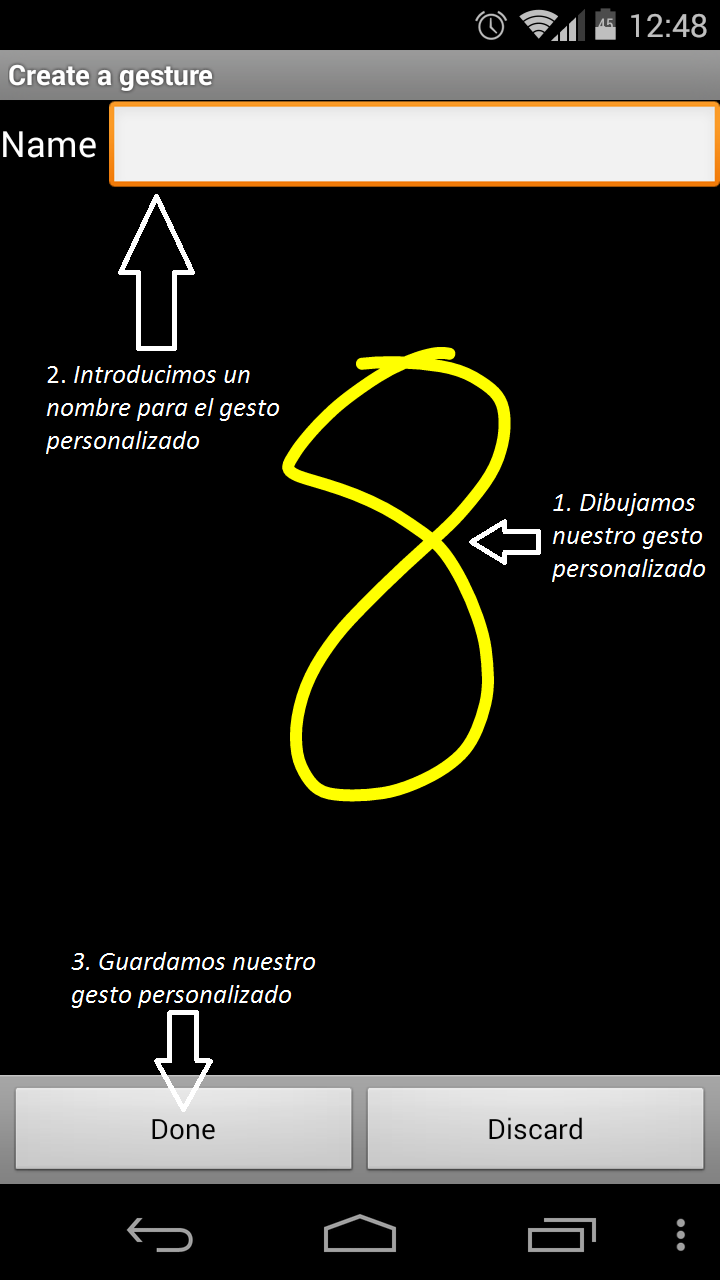 45 12:48
Create a gesture
Name
2. Introducimos un
nombre para el gesto
personalizado
1. Dibujamos
nuestro gesto
personalizado
3. Guardamos nuestro
gesto personalizado
Done
Discard